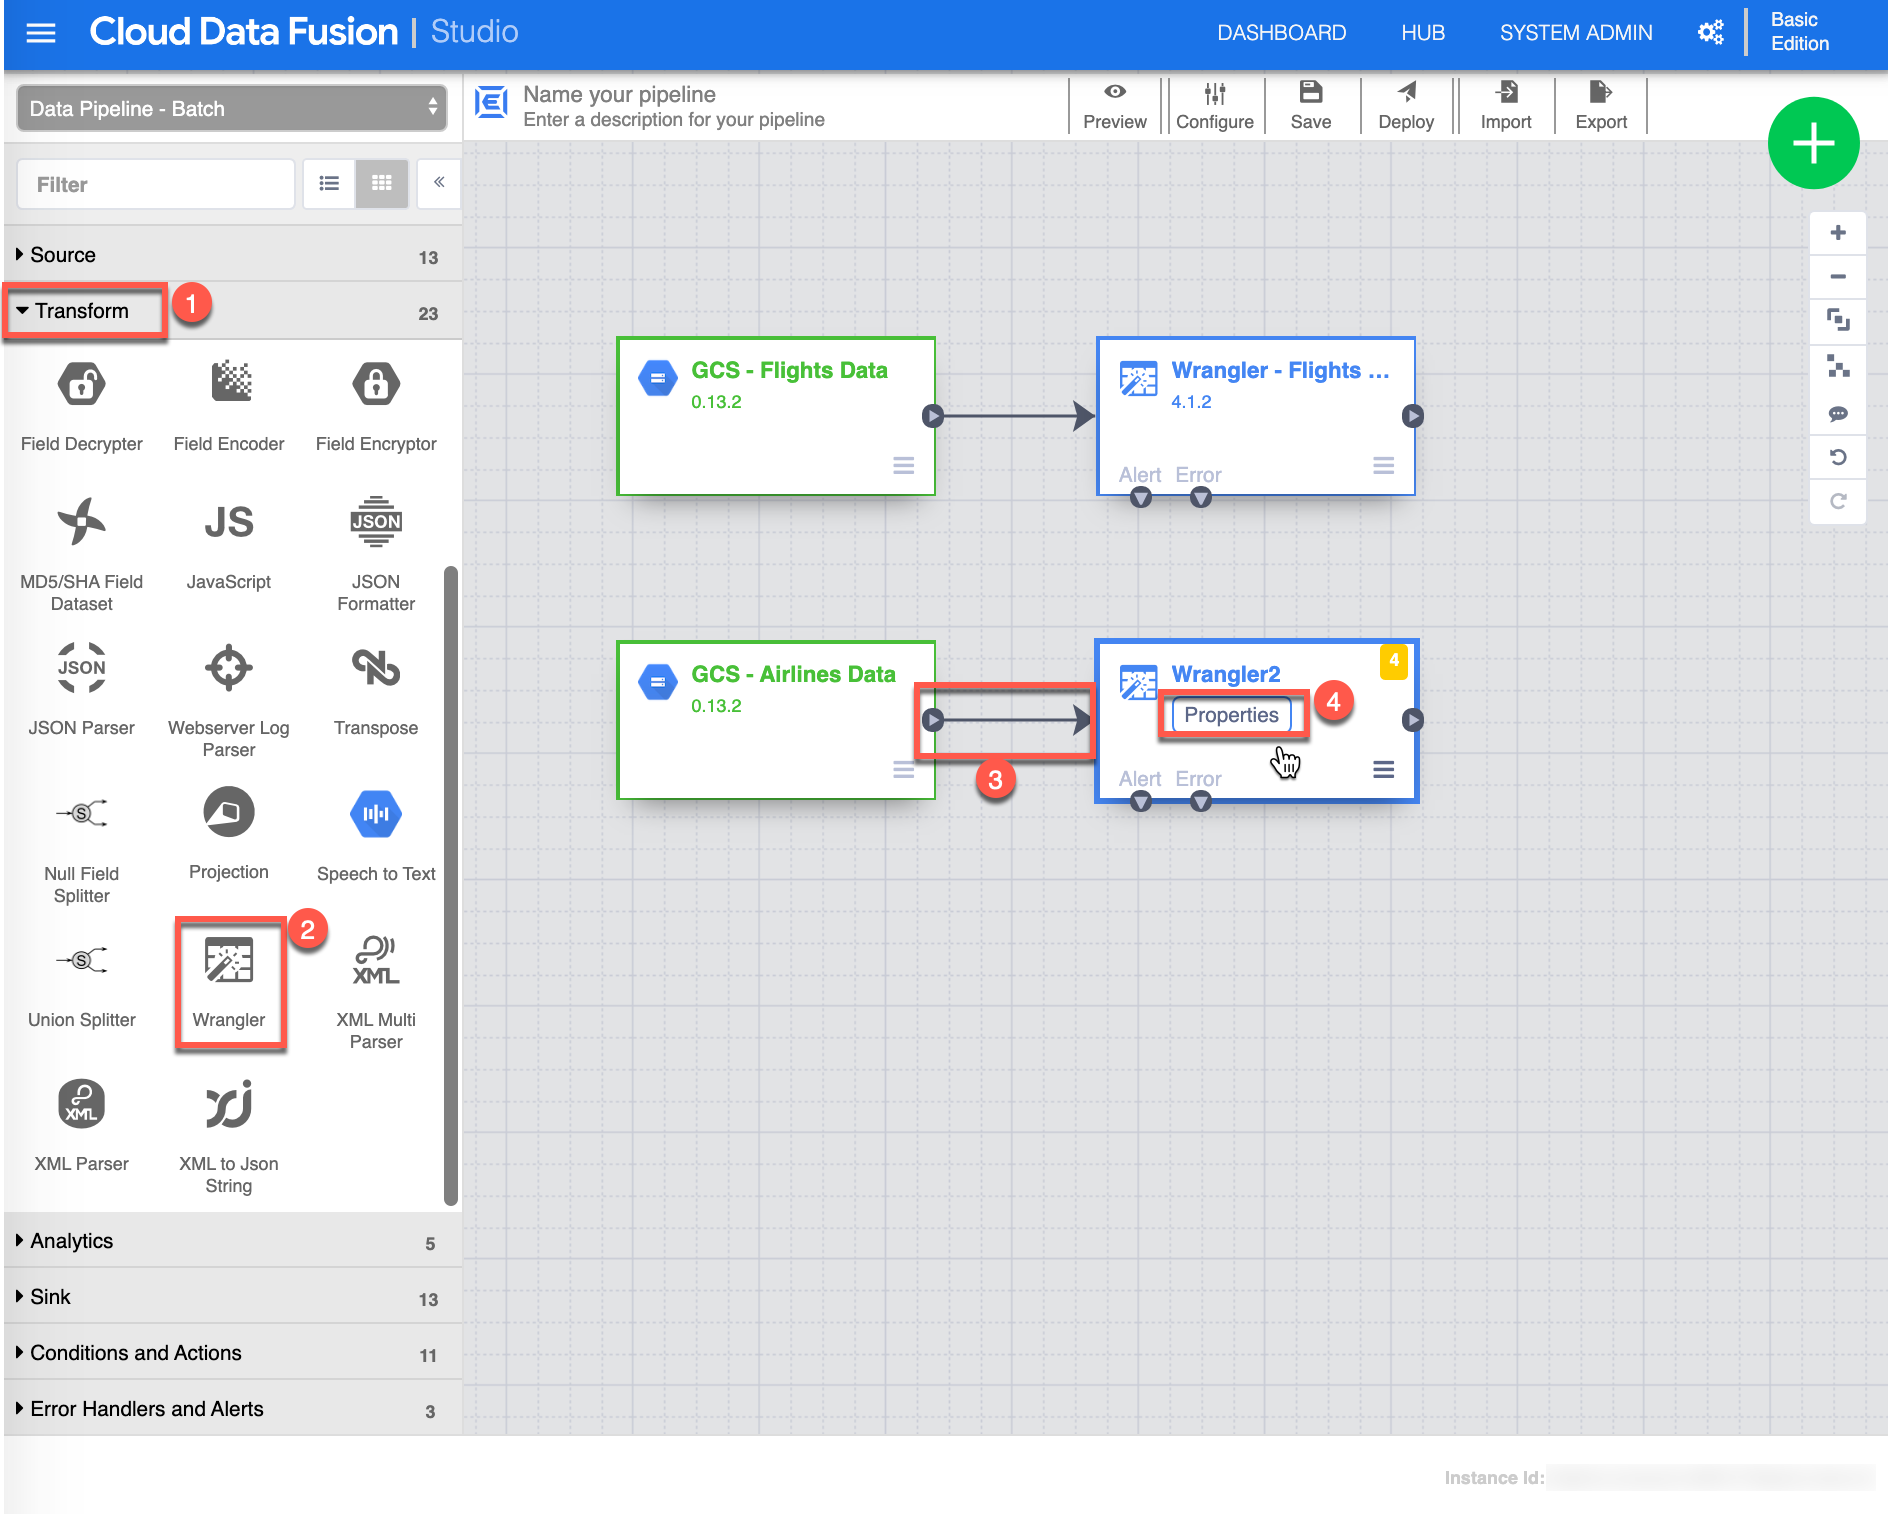 Cloud Data Fusion | Studio
DASHBOARD
HUB
SYSTEM ADMIN
Basic
Edition
Data Pipeline - Batch
Name your pipeline
Enter a description for your pipeline
Preview
Configure
Save
Deploy
Import
Export
Filter
Source
13
Transform
1
23
Field Decrypter
Field Encoder
Field Encryptor
JS
JSON
MD5/SHA Field
Dataset
JavaScript
JSON
Formatter
JSON
JSON Parser
Webserver Log
Parser
Transpose
S
Null Field
Splitter
Projection
Speech to Text
2
S
XML
Union Splitter
Wrangler
XML Multi
Parser
XML
XML Parser
XML to Json
String
Analytics
5
Sink
13
Conditions and Actions
11
Error Handlers and Alerts
3
GCS - Flights Data
0.13.2
Wrangler - Flights ...
4.1.2
Alert
Error
GCS - Airlines Data
0.13.2
3
Wrangler2
4
Properties
4
Alert
Error
Instance Id: